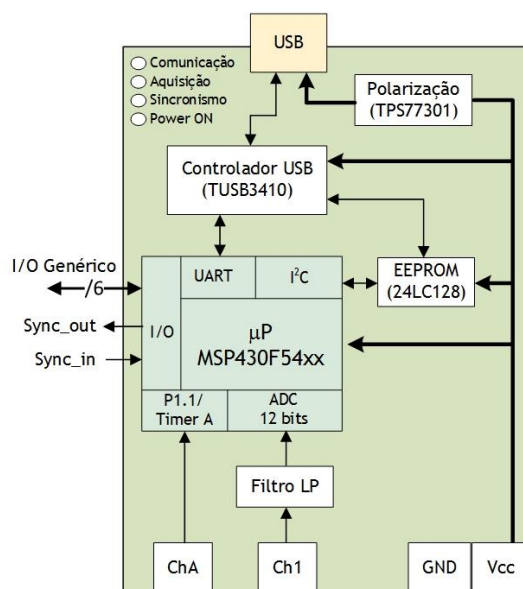 USB
Comunicação
Aquisição
Sincronismo
Power ON
Polarização
(TPS77301)
Controlador USB
(TUSB3410)
I/O Genérico
/6
UART
I²C
EEPROM
(24LC128)
Sync_out
I/O
Sync_in
μP
MSP430F54xx
P1.1/
Timer A
ADC
12 bits
Filtro LP
ChA
Ch1
GND
Vcc